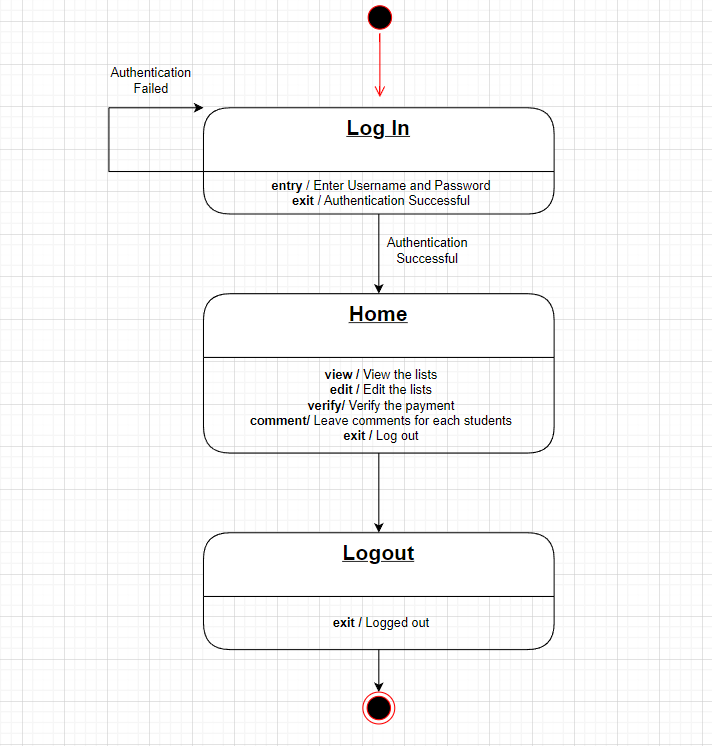 Authentication
Failed
Log In
entry / Enter Username and Password
exit / Authentication Successful
Authentication
Successful
Home
view / View the lists
edit / Edit the lists
verify/ Verify the payment
comment/ Leave comments for each students
exit / Log out
Logout
exit / Logged out